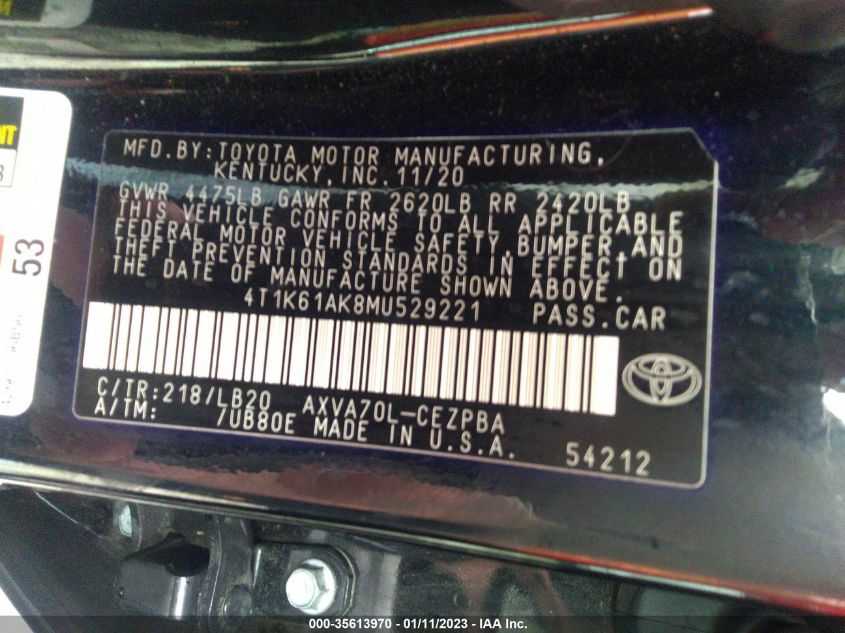 NT
53
MFD.BY:TOYOTA MOTOR MANUFACTURING,
KENTUCKY, INC. 11/20
GVWR 4475LB GAWR FR 2620LB RR 2420LB
THIS VEHICLE CONFORMS TO ALL APPLICABLE
FEDERAL MOTOR VEHICLE SAFETY, BUMPER, AND
THEFT PREVENTION STANDARDS IN EFFECT ON
THE DATE OF MANUFACTURE SHOWN ABOVE.
4T1K61AK8MU529221 PASS.CAR
C/TR:218/LB20 AXVA70L-CEZPBA
A/TM: 7UB80E MADE IN U.S.A.
54212
000-35613970 - 01/11/2023 - IAA Inc.